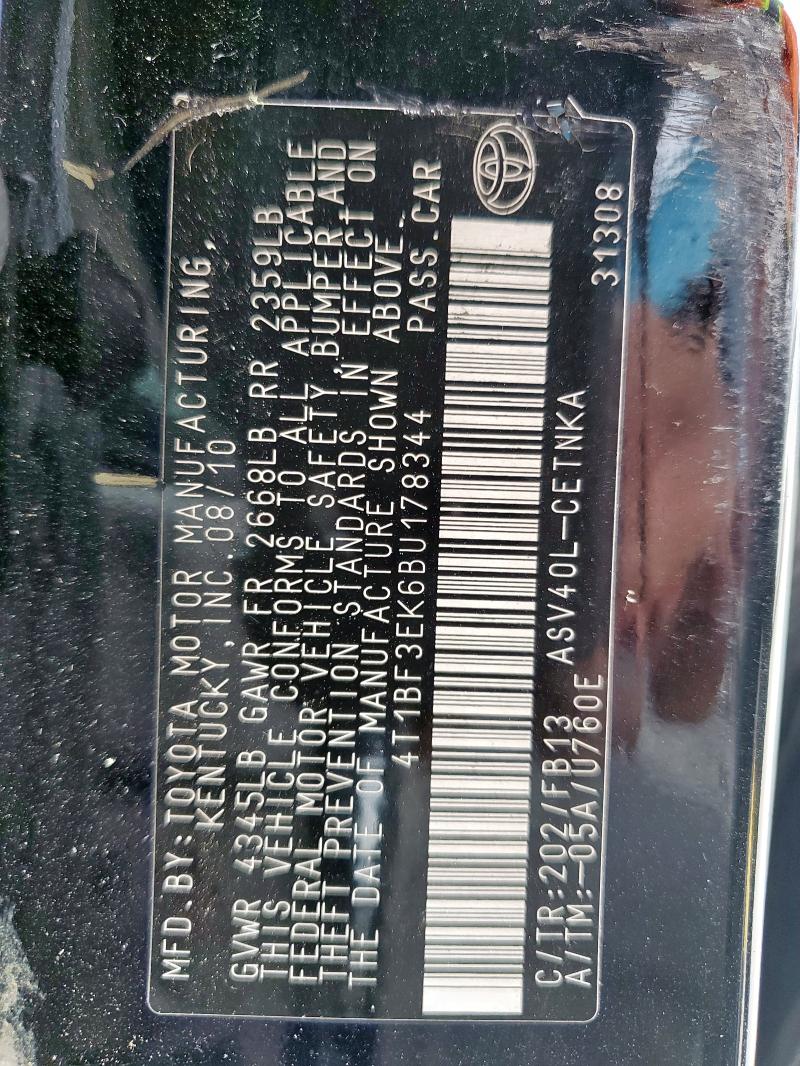 MFD.BY:TOYOTA MOTOR MANUFACTURING,
KENTUCKY,INC.08/10
GVWR 4345LB GAWR FR 2668LB RR 2359LB
THIS VEHICLE CONFORMS TO ALL APPLICABLE
FEDERAL MOTOR VEHICLE SAFETY,BUMPER AND
THEFT PREVENTION STANDARDS IN EFFECT ON
THE DATE OF MANUFACTURE SHOWN ABOVE.
4T1BF3EK6BU178344 PASS.CAR
C/TR:202/FB13 ASV40L-CETNKA
A/TM:-05A/U760E 31308